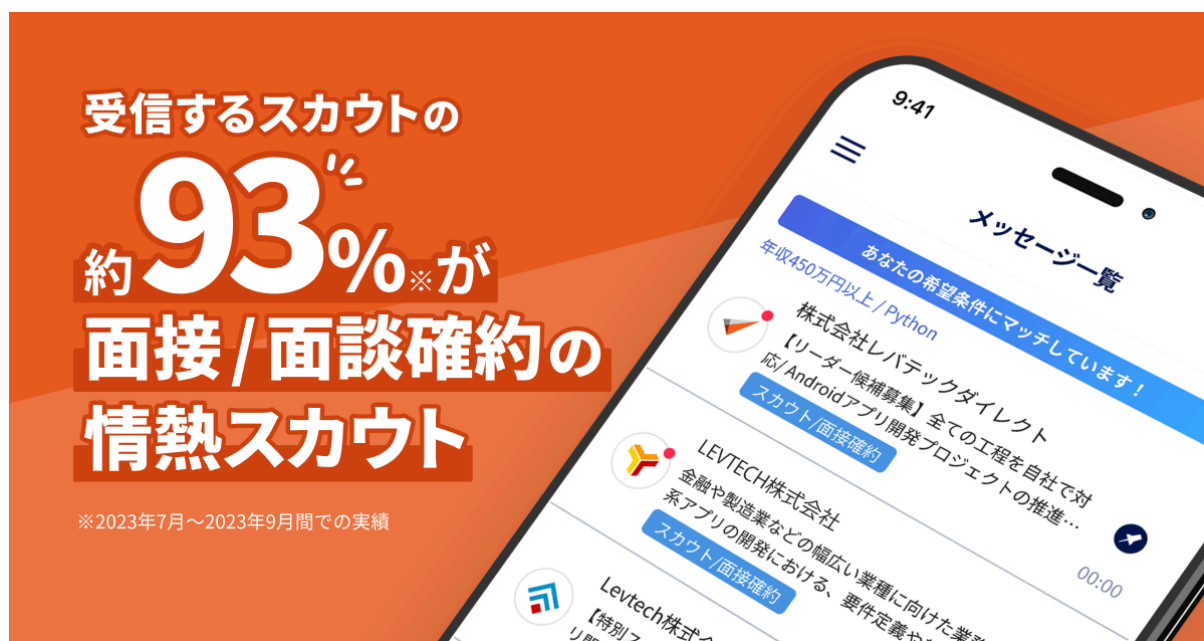 受信するスカウトの
約93%※が
面接/面談確約の
情熱スカウト
※2023年7月〜2023年9月間での実績
9:41
メッセージ一覧
あなたの希望条件にマッチしています！
年収450万円以上 / Python
株式会社レバテックダイレクト
【リーダー候補募集】全ての工程を自社で対
応/Androidアプリ開発プロジェクトの推進…
スカウト/面接確約
00:00
LEVTECH株式会社
金融や製造業などの幅広い業種に向けた業務
系アプリの開発における、要件定義や
スカウト/面接確約
Levtech株式会
【特別ス